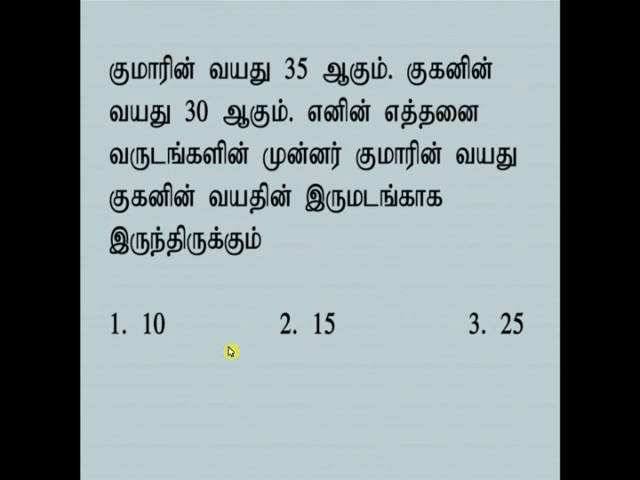 குமாரின் வயது 35 ஆகும். குகனின்
வயது 30 ஆகும். எனின் எத்தனை
வருடங்களின் முன்னர் குமாரின் வயது
குகனின் வயதின் இருமடங்காக
இருந்திருக்கும்
1. 10 2. 15 3. 25